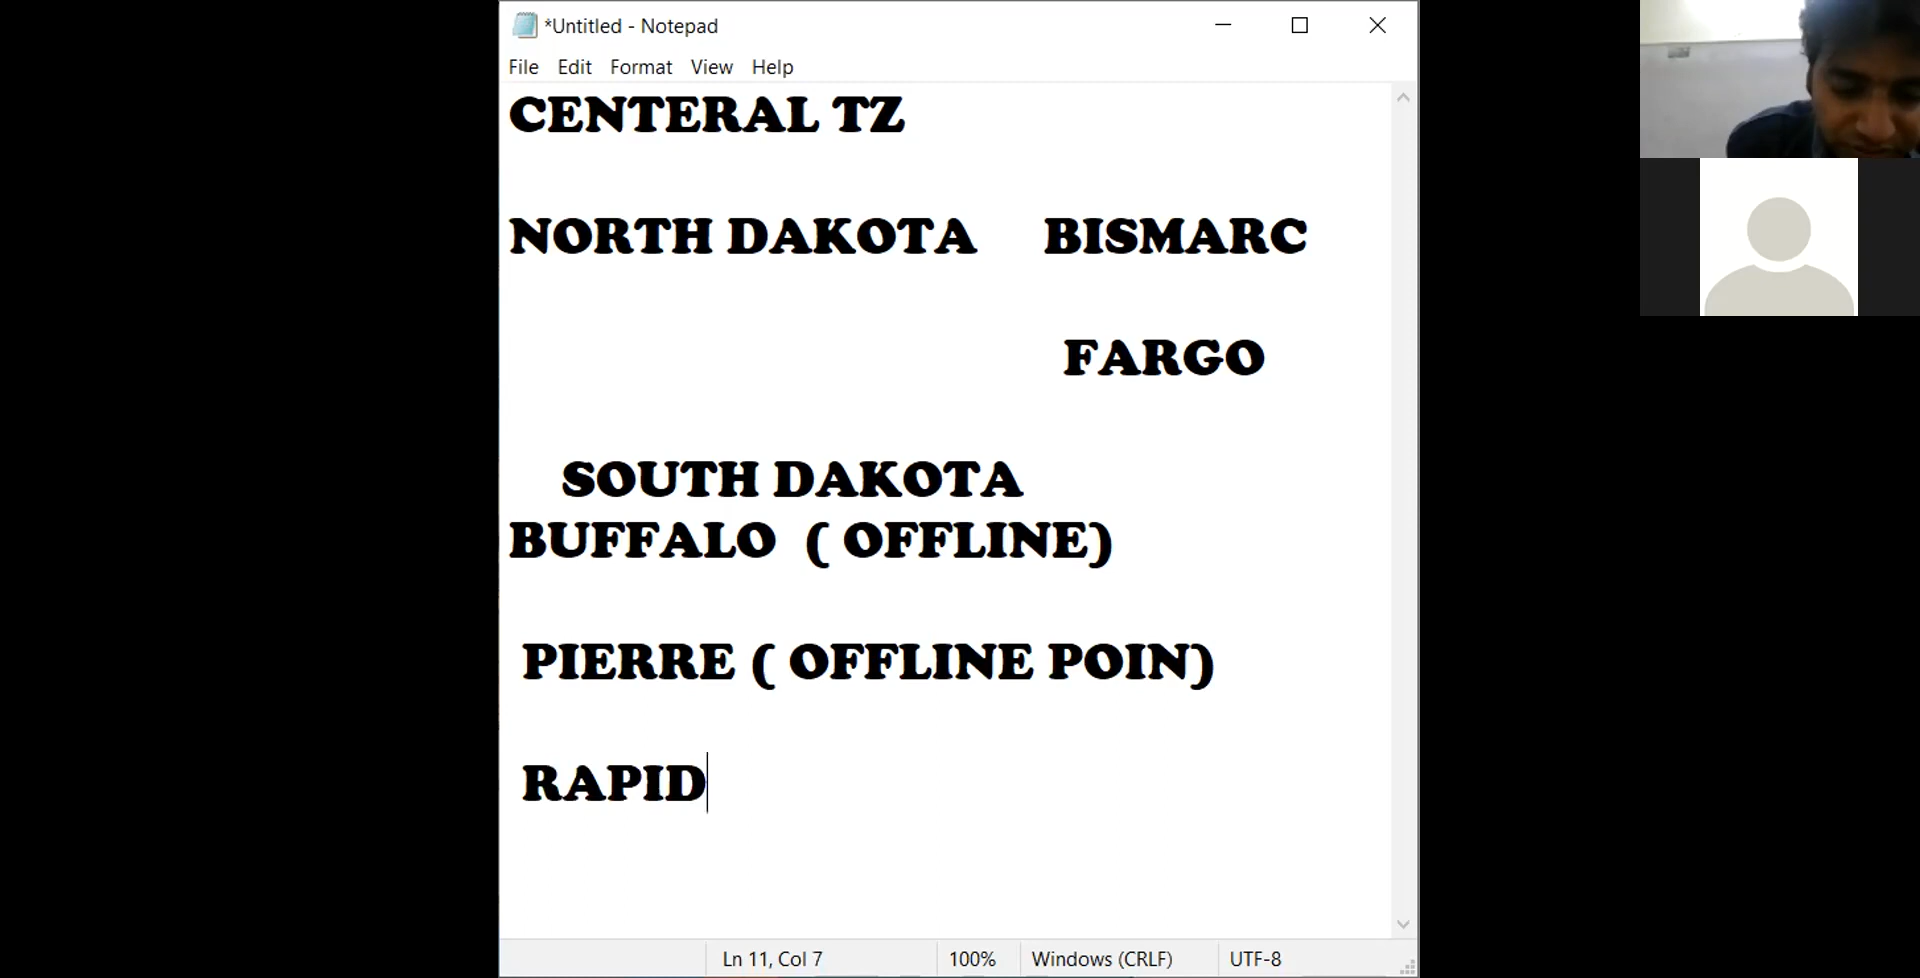 *Untitled - Notepad
File Edit Format View Help
CENTERAL TZ
NORTH DAKOTA BISMARC
FARGO
SOUTH DAKOTA
BUFFALO ( OFFLINE)
PIERRE ( OFFLINE POIN)
RAPID
Ln 11, Col 7 100% Windows (CRLF) UTF-8